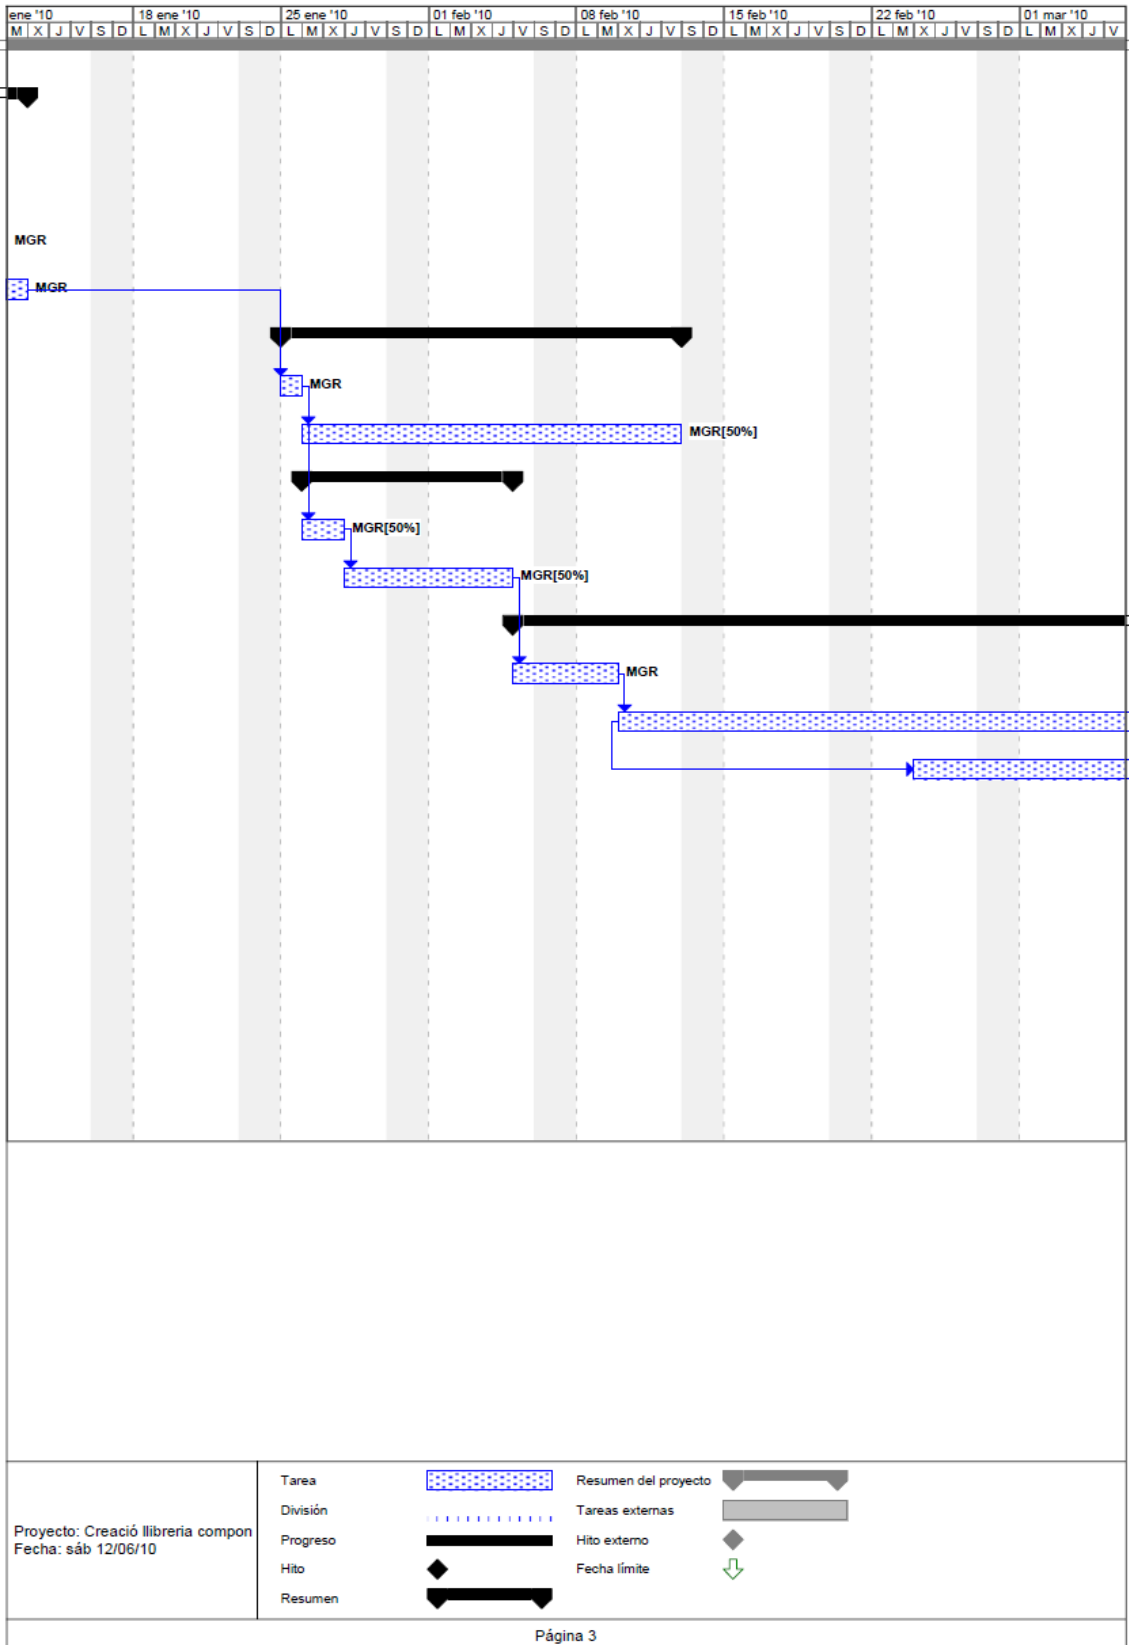 ene '10 18 ene '10 25 ene '10 01 feb '10 08 feb '10 15 feb '10 22 feb '10 01 mar '10
M X J V S D L M X J V S D L M X J V S D L M X J V S D L M X J V S D L M X J V S D L M X J V S D L M X J V
MGR
MGR
MGR
MGR[50%]
MGR[50%]
MGR[50%]
MGR
Proyecto: Creació llibreria compon
Fecha: sáb 12/06/10
Tarea
División
Progreso
Hito
Resumen
Resumen del proyecto
Tareas externas
Hito externo
Fecha límite
Página 3